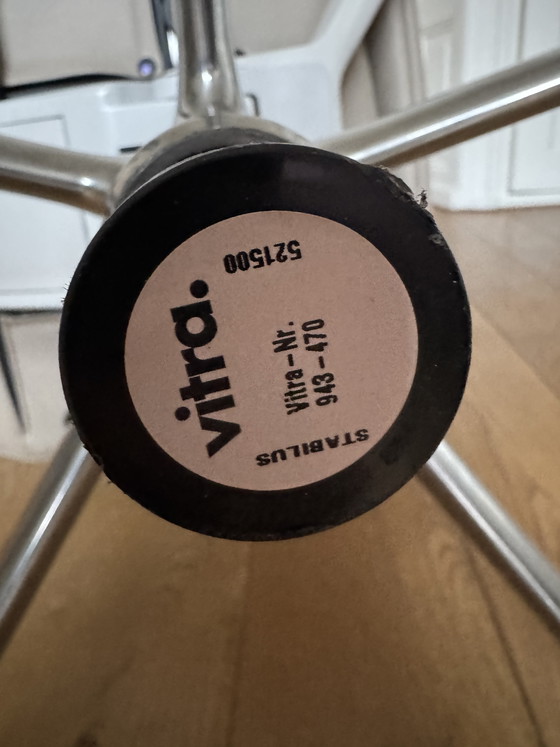 vitra.
Vitra-Nr.
943-470
521500
STABILUS